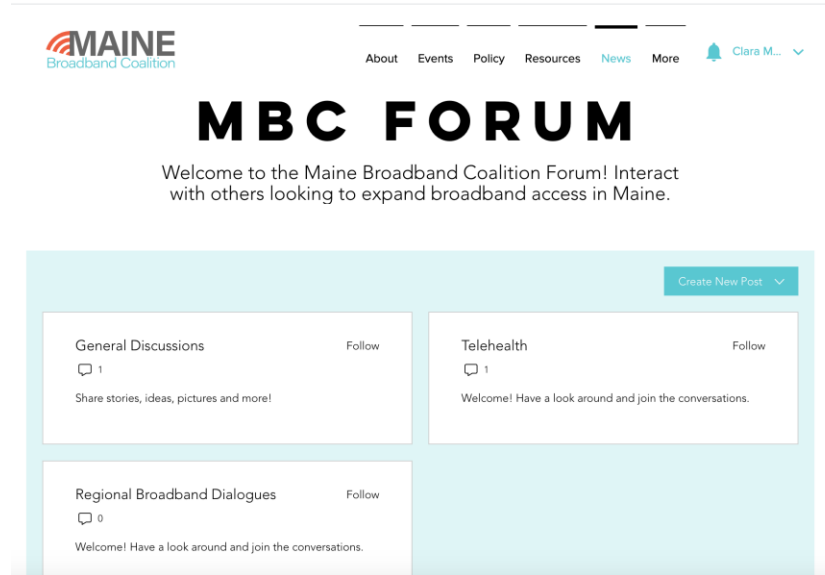 MAINE
Broadband Coalition
About Events Policy Resources News More
Clara M...
MBC FORUM
Welcome to the Maine Broadband Coalition Forum! Interact
with others looking to expand broadband access in Maine.
Create New Post
General Discussions
Follow
1
Share stories, ideas, pictures and more!
Telehealth
Follow
1
Welcome! Have a look around and join the conversations.
Regional Broadband Dialogues
Follow
0
Welcome! Have a look around and join the conversations.